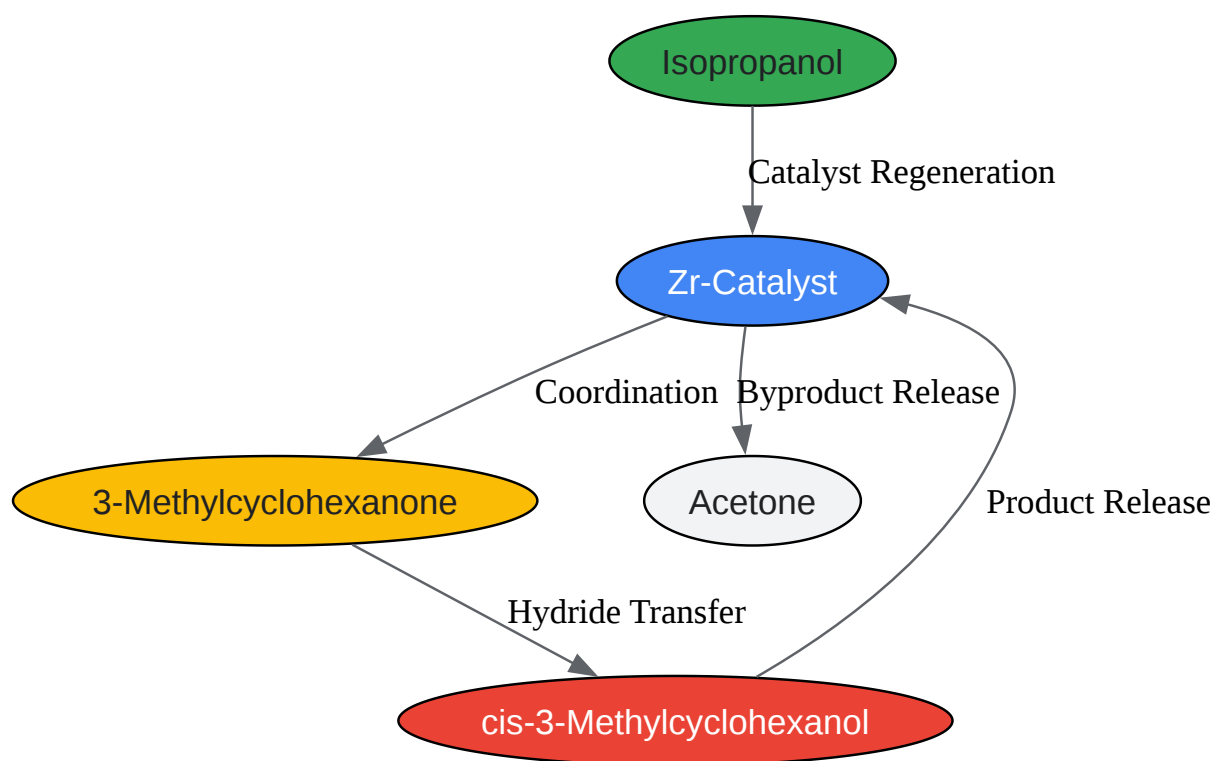 Isopropanol
Catalyst Regeneration
Zr-Catalyst
Coordination
Byproduct Release
3-Methylcyclohexanone
Acetone
Product Release
Hydride Transfer
cis-3-Methylcyclohexanol